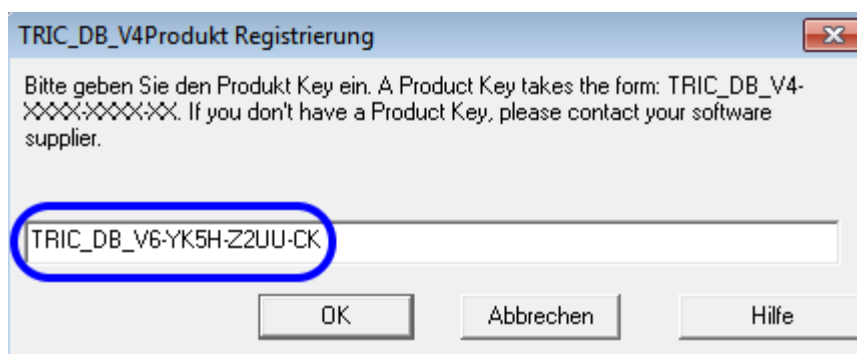 TRIC_DB_V4Produkt Registrierung
Bitte geben Sie den Produkt Key ein. A Product Key takes the form: TRIC_DB_V4-
XXXX-XXXX-XX. If you don't have a Product Key, please contact your software
supplier.
TRIC_DB_V6-YK5H-Z2UU-CK
OK Abbrechen Hilfe